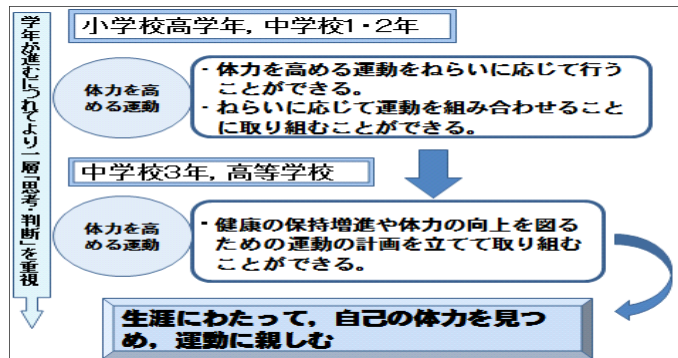 学年が進むにつれてより一層「思考・判断」を重視
小学校高学年，中学校1・2年
体力を高
める運動
・体力を高める運動をねらいに応じて行う
ことができる。
・ねらいに応じて運動を組み合わせること
に取り組むことができる。
中学校3年，高等学校
体力を高
める運動
・健康の保持増進や体力の向上を図る
ための運動の計画を立てて取り組む
ことができる。
生涯にわたって，自己の体力を見つ
め，運動に親しむ